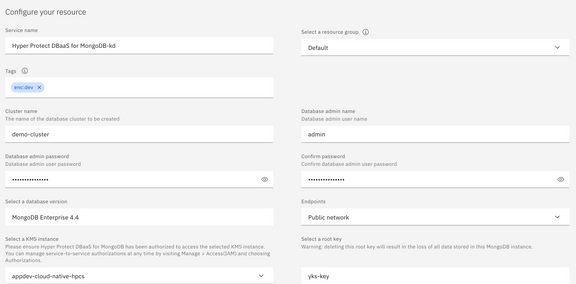 Configure your resource
Service name
Hyper Protect DBaaS for MongoDB-kd
Select a resource group
Default
Tags
env:dev
Cluster name
The name of the database cluster to be created
demo-cluster
Database admin name
Database admin user name
admin
Database admin password
Database admin user password
•••••••••••••••
Confirm password
Confirm database admin user password
•••••••••••••••
Select a database version
MongoDB Enterprise 4.4
Endpoints
Public network
Select a KMS instance
Please ensure Hyper Protect DBaaS for MongoDB has been authorized to access the selected KMS instance.
You can manage service-to-service authorizations at any time by visiting Manage > Access(IAM) and choosing
Authorizations.
appdev-cloud-native-hpcs
Select a root key
Warning: deleting this root key will result in the loss of all data stored in this MongoDB instance.
yks-key